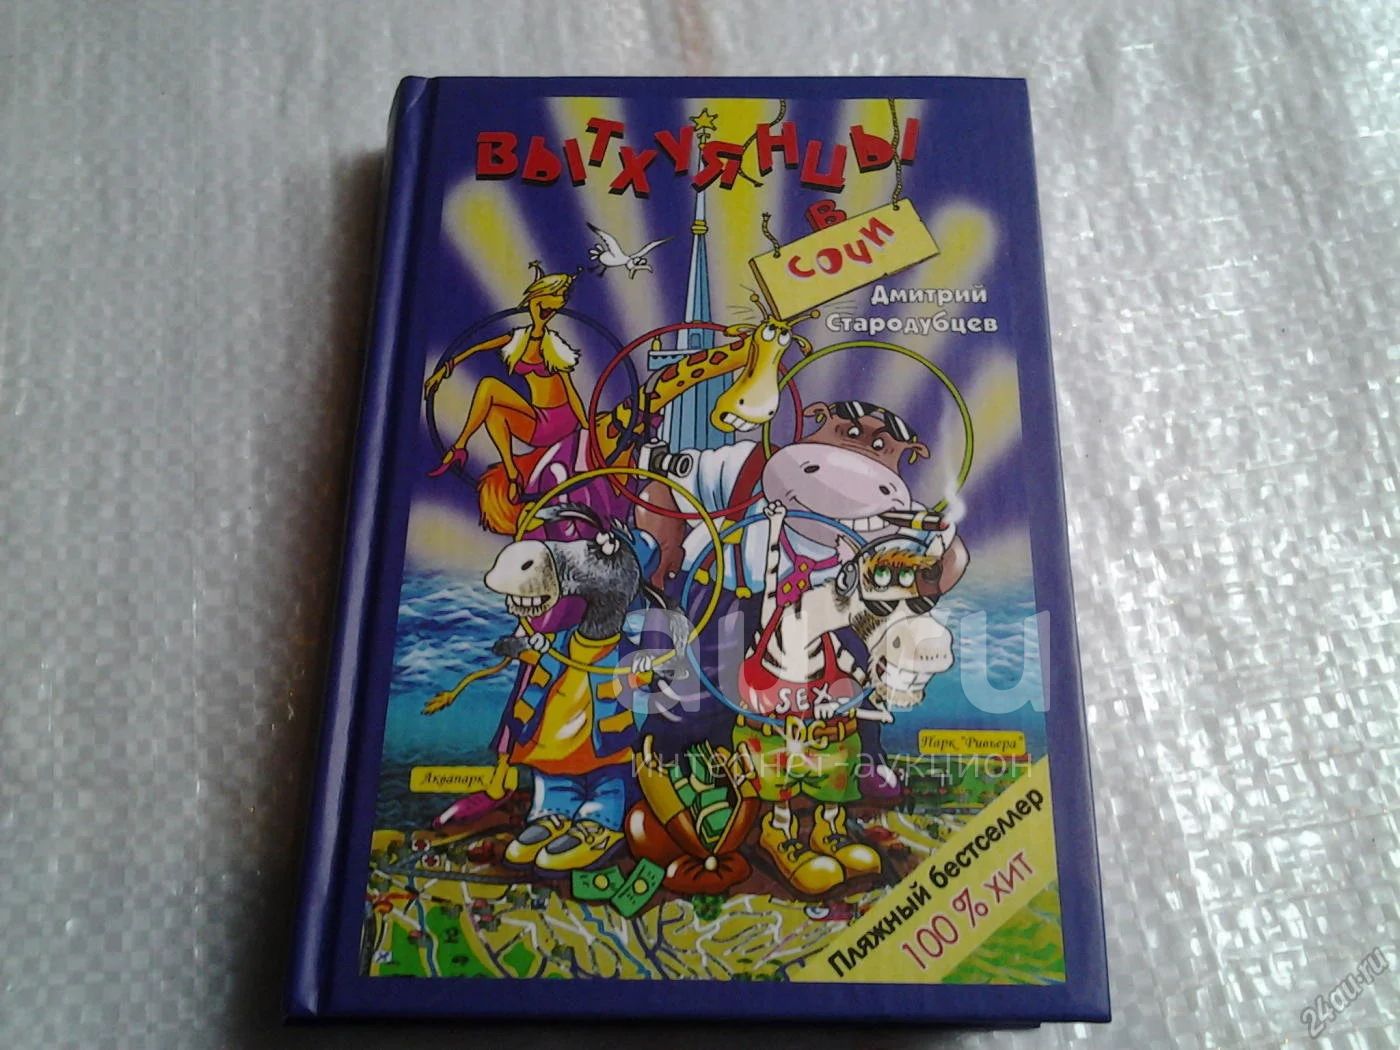 ВЫТХУЯНЦЫ
В
СОЧИ
Дмитрий
Стародубцев
SEX
DG
Аквапарк
Парк "Ривьера"
Пляжный бестселлер
100 % ХИТ
au.ru
интернет-аукцион
24au.ru